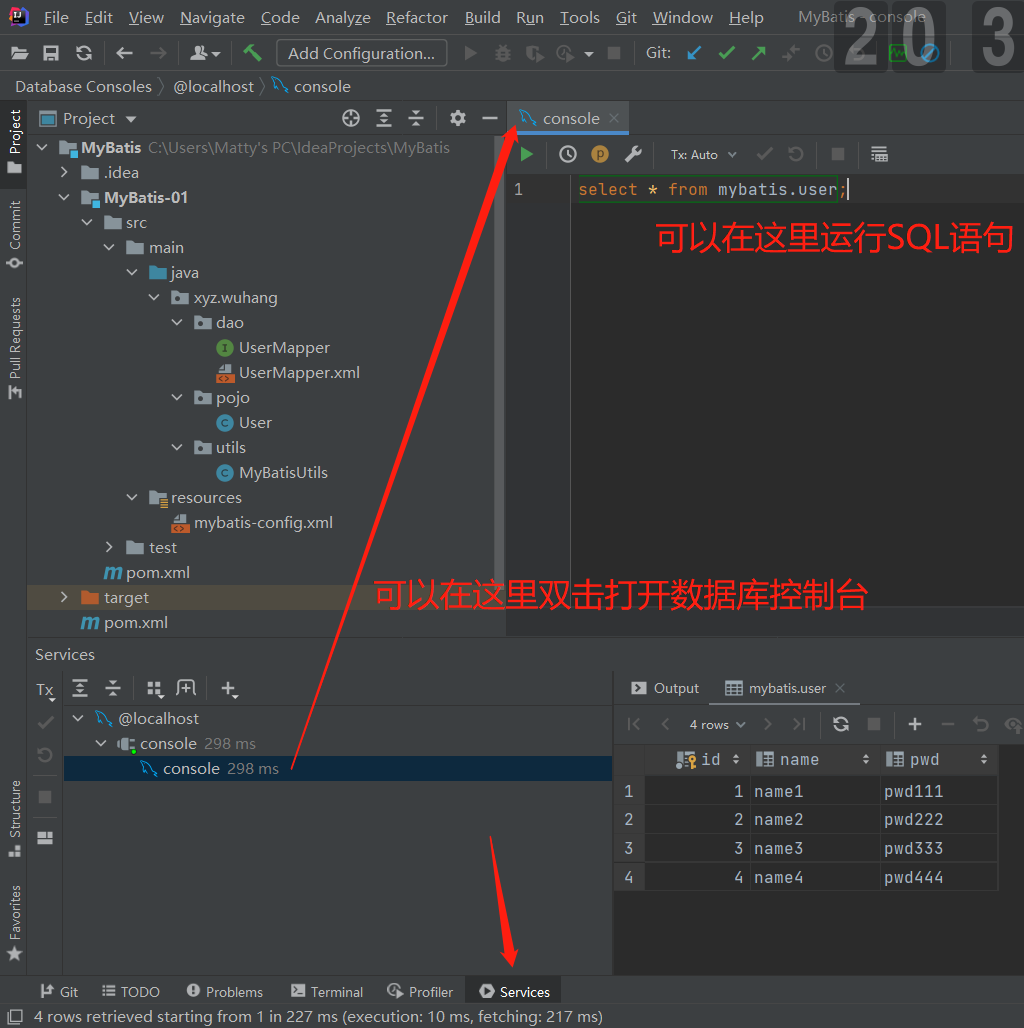 File Edit View Navigate Code Analyze Refactor Build Run Tools Git Window Help MyBatis - console
203
Add Configuration... Git:
Database Consoles @localhost console
Project
Commit
Pull Requests
Structure
Favorites
Project
MyBatis C:\Users\Matty's PC\IdeaProjects\MyBatis
.idea
MyBatis-01
src
main
java
xyz.wuhang
dao
UserMapper
UserMapper.xml
pojo
User
utils
MyBatisUtils
resources
mybatis-config.xml
test
pom.xml
target
pom.xml
console
Tx: Auto
1 select * from mybatis.user;
可以在这里运行SQL语句
可以在这里双击打开数据库控制台
Services
Tx
@localhost
console 298 ms
console 298 ms
Output mybatis.user
4 rows
id name pwd
1 1 name1 pwd111
2 2 name2 pwd222
3 3 name3 pwd333
4 4 name4 pwd444
Git TODO Problems Terminal Profiler Services
4 rows retrieved starting from 1 in 227 ms (execution: 10 ms, fetching: 217 ms)